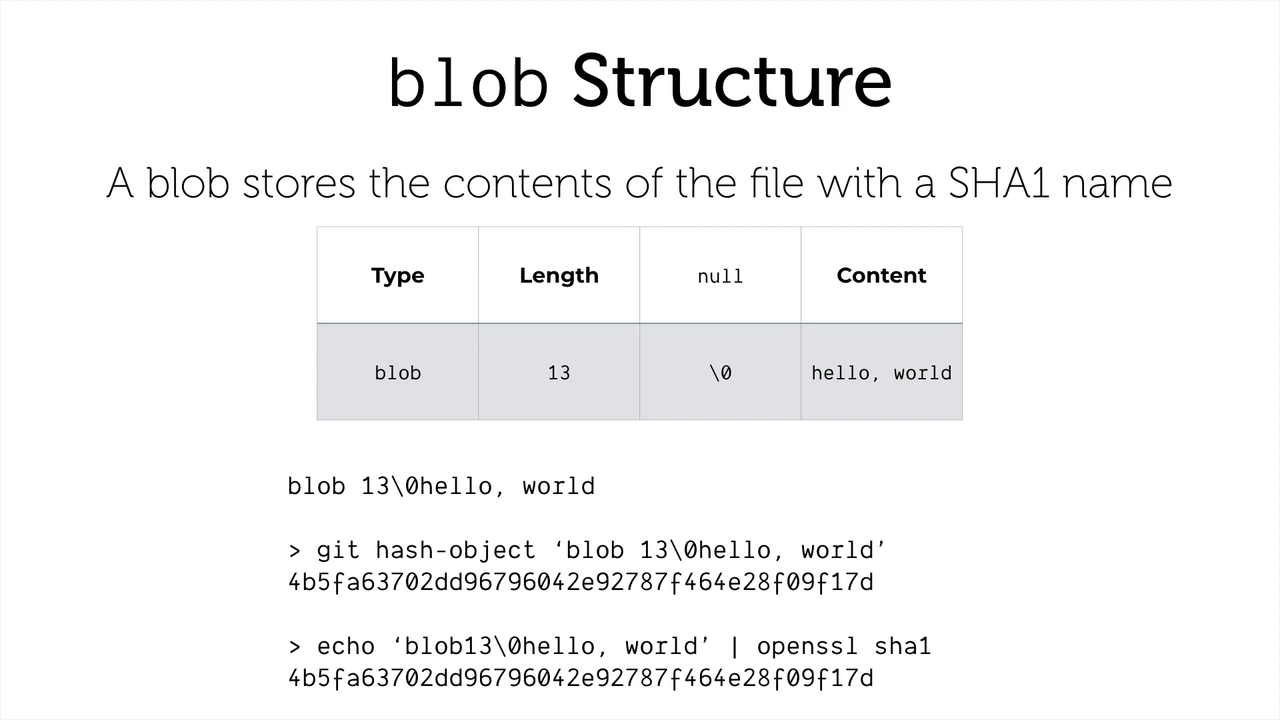 blob Structure
A blob stores the contents of the file with a SHA1 name
Type Length null Content
blob 13 \0 hello, world
blob 13\0hello, world
> git hash-object ‘blob 13\0hello, world’
4b5fa63702dd96796042e92787f464e28f09f17d
> echo ‘blob13\0hello, world’ | openssl sha1
4b5fa63702dd96796042e92787f464e28f09f17d